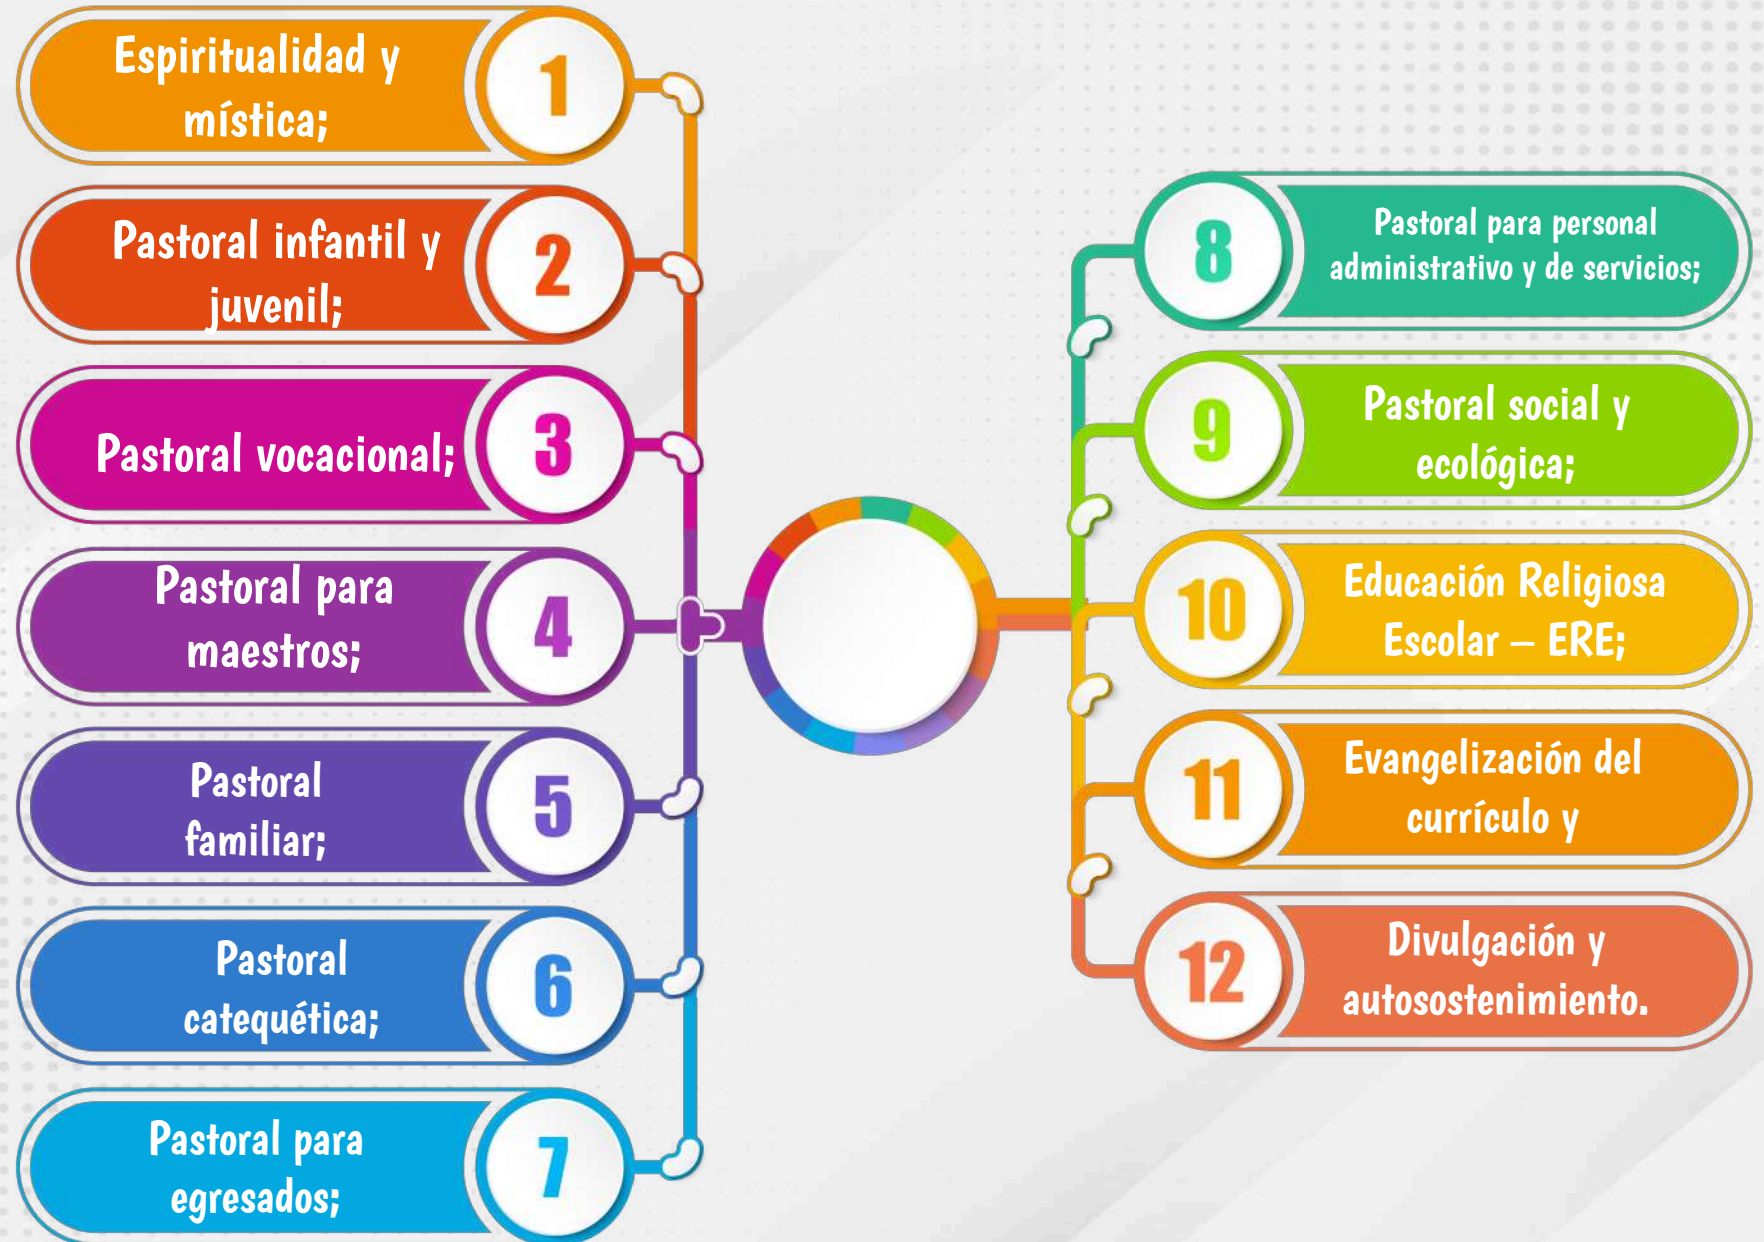 Espiritualidad y
mística;
1
Pastoral infantil y
juvenil;
2
Pastoral vocacional;
3
Pastoral para
maestros;
4
Pastoral
familiar;
5
Pastoral
catequética;
6
Pastoral para
egresados;
7
8
Pastoral para personal
administrativo y de servicios;
9
Pastoral social y
ecológica;
10
Educación Religiosa
Escolar – ERE;
11
Evangelización del
currículo y
12
Divulgación y
autosostenimiento.